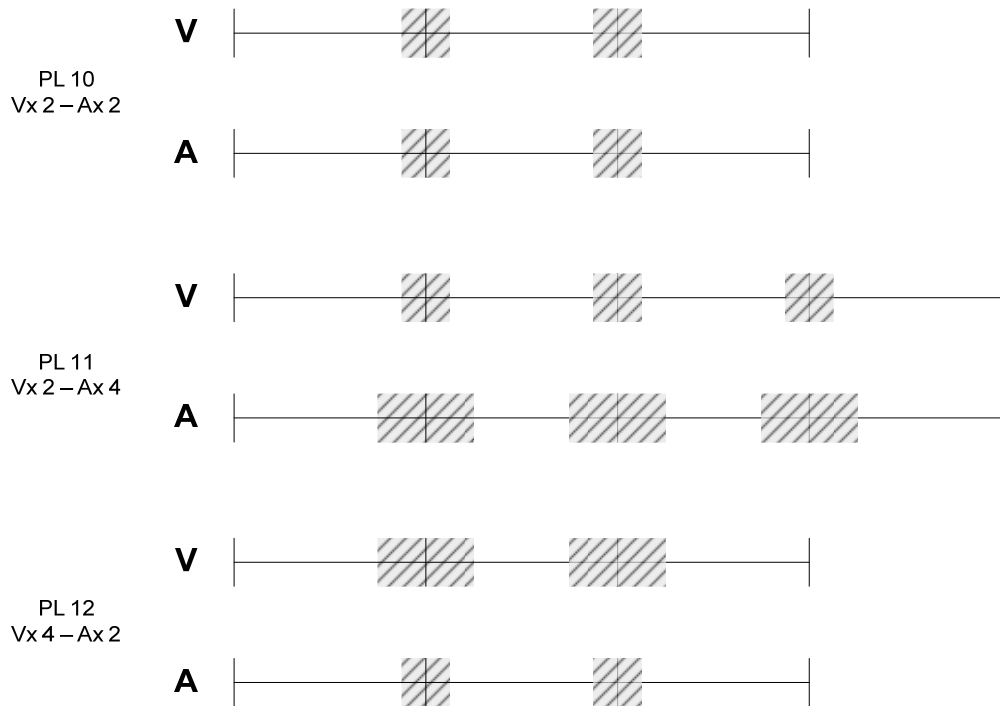 V
PL 10
Vx 2 – Ax 2
A
V
PL 11
Vx 2 – Ax 4
A
V
PL 12
Vx 4 – Ax 2
A